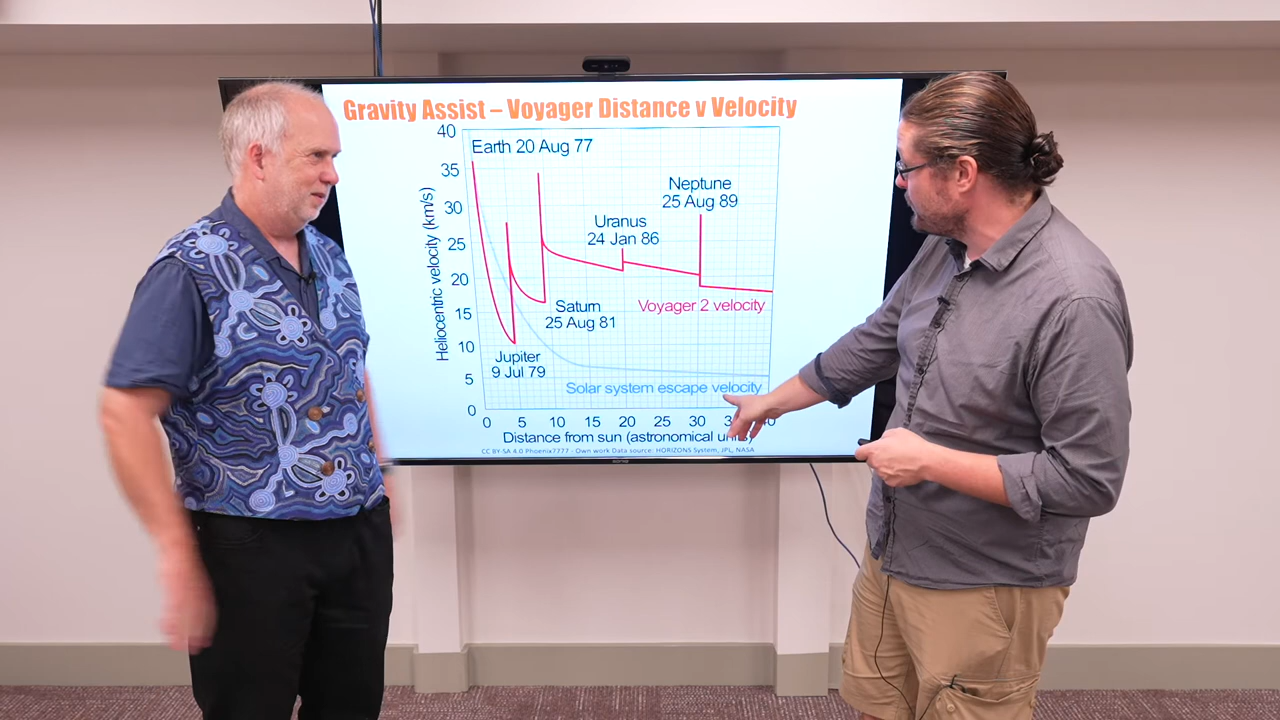 Gravity Assist – Voyager Distance v Velocity
40
Earth 20 Aug 77
35
Neptune
25 Aug 89
30
Uranus
24 Jan 86
25
20
Saturn
25 Aug 81
Voyager 2 velocity
15
Heliocentric velocity (km/s)
10
Jupiter
9 Jul 79
5
Solar system escape velocity
0
0 5 10 15 20 25 30
Distance from sun (astronomical units)
CC BY-SA 4.0 Phoenix7777 - Own work Data source: HORIZONS System, JPL, NASA